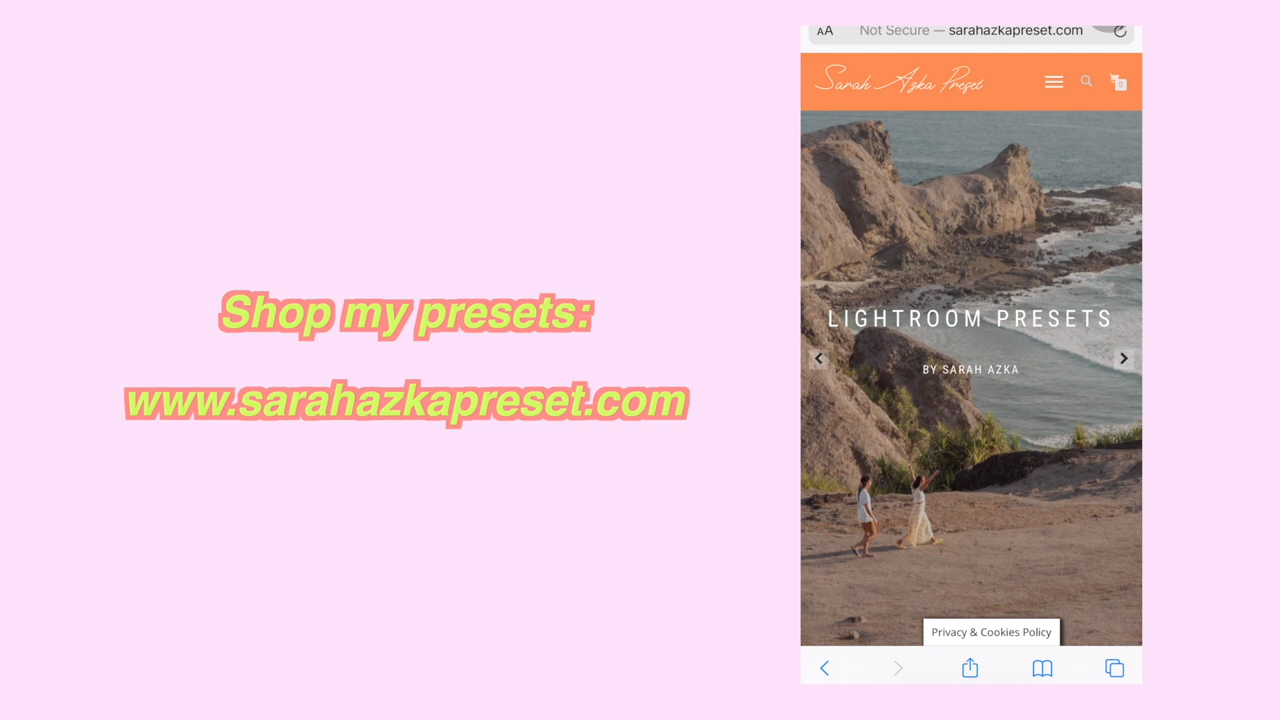 Shop my presets:
www.sarahazkapreset.com
AA Not Secure — sarahazkapreset.com
Sarah Azka Preset
0
LIGHTROOM PRESETS
BY SARAH AZKA
Privacy & Cookies Policy